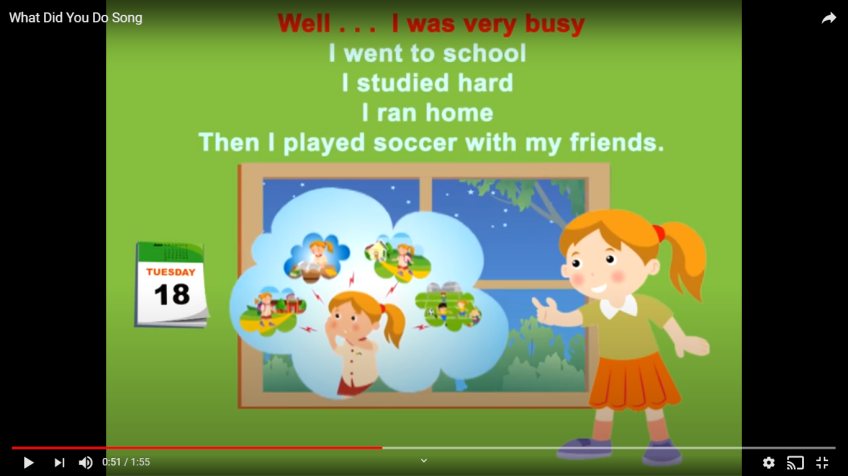 What Did You Do Song
Well . . . I was very busy
I went to school
I studied hard
I ran home
Then I played soccer with my friends.
TUESDAY
18
0:51 / 1:55